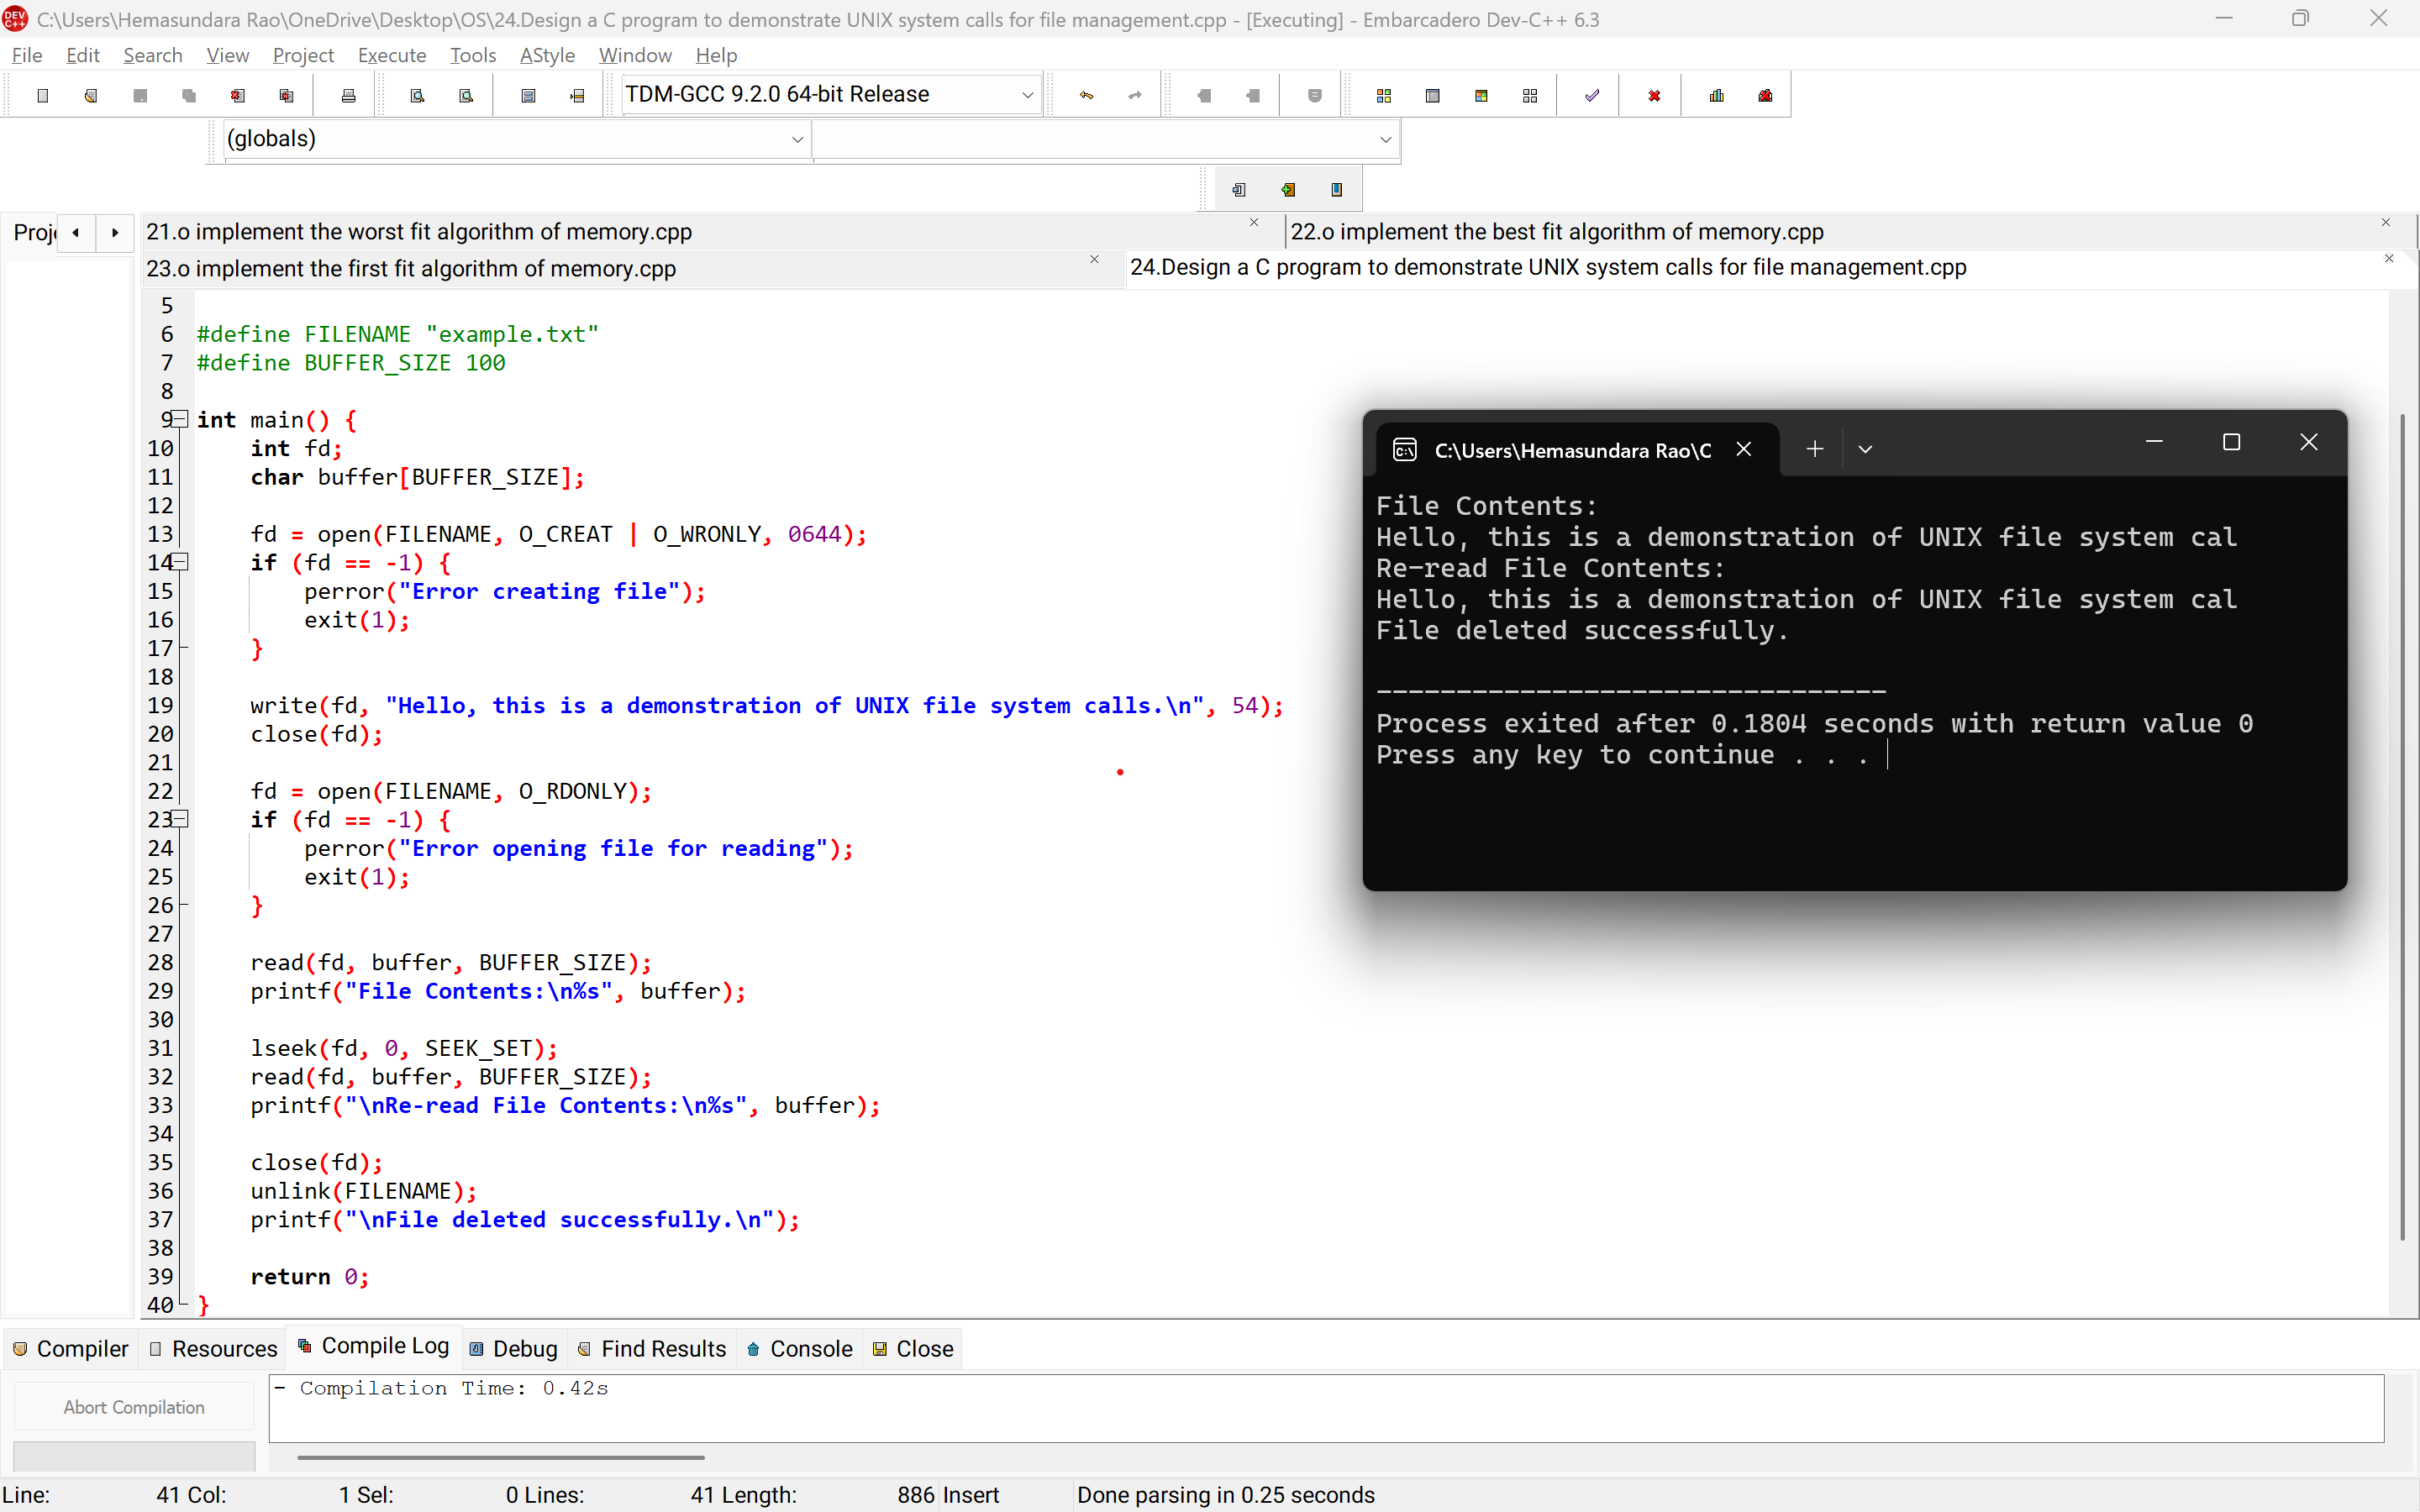 C:\Users\Hemasundara Rao\OneDrive\Desktop\OS\24.Design a C program to demonstrate UNIX system calls for file management.cpp - [Executing] - Embarcadero Dev-C++ 6.3
File Edit Search View Project Execute Tools AStyle Window Help
TDM-GCC 9.2.0 64-bit Release
(globals)
Proje
21.o implement the worst fit algorithm of memory.cpp
22.o implement the best fit algorithm of memory.cpp
23.o implement the first fit algorithm of memory.cpp
24.Design a C program to demonstrate UNIX system calls for file management.cpp
5
6 #define FILENAME "example.txt"
7 #define BUFFER_SIZE 100
8
9 int main() {
10 int fd;
11 char buffer[BUFFER_SIZE];
12
13 fd = open(FILENAME, O_CREAT | O_WRONLY, 0644);
14 if (fd == -1) {
15 perror("Error creating file");
16 exit(1);
17 }
18
19 write(fd, "Hello, this is a demonstration of UNIX file system calls.\n", 54);
20 close(fd);
21
22 fd = open(FILENAME, O_RDONLY);
23 if (fd == -1) {
24 perror("Error opening file for reading");
25 exit(1);
26 }
27
28 read(fd, buffer, BUFFER_SIZE);
29 printf("File Contents:\n%s", buffer);
30
31 lseek(fd, 0, SEEK_SET);
32 read(fd, buffer, BUFFER_SIZE);
33 printf("\nRe-read File Contents:\n%s", buffer);
34
35 close(fd);
36 unlink(FILENAME);
37 printf("\nFile deleted successfully.\n");
38
39 return 0;
40 }
C:\Users\Hemasundara Rao\C
File Contents:
Hello, this is a demonstration of UNIX file system cal
Re-read File Contents:
Hello, this is a demonstration of UNIX file system cal
File deleted successfully.
--------------------------------
Process exited after 0.1804 seconds with return value 0
Press any key to continue . . .
Compiler Resources Compile Log Debug Find Results Console Close
Abort Compilation
- Compilation Time: 0.42s
Line: 41 Col: 1 Sel: 0 Lines: 41 Length: 886 Insert Done parsing in 0.25 seconds